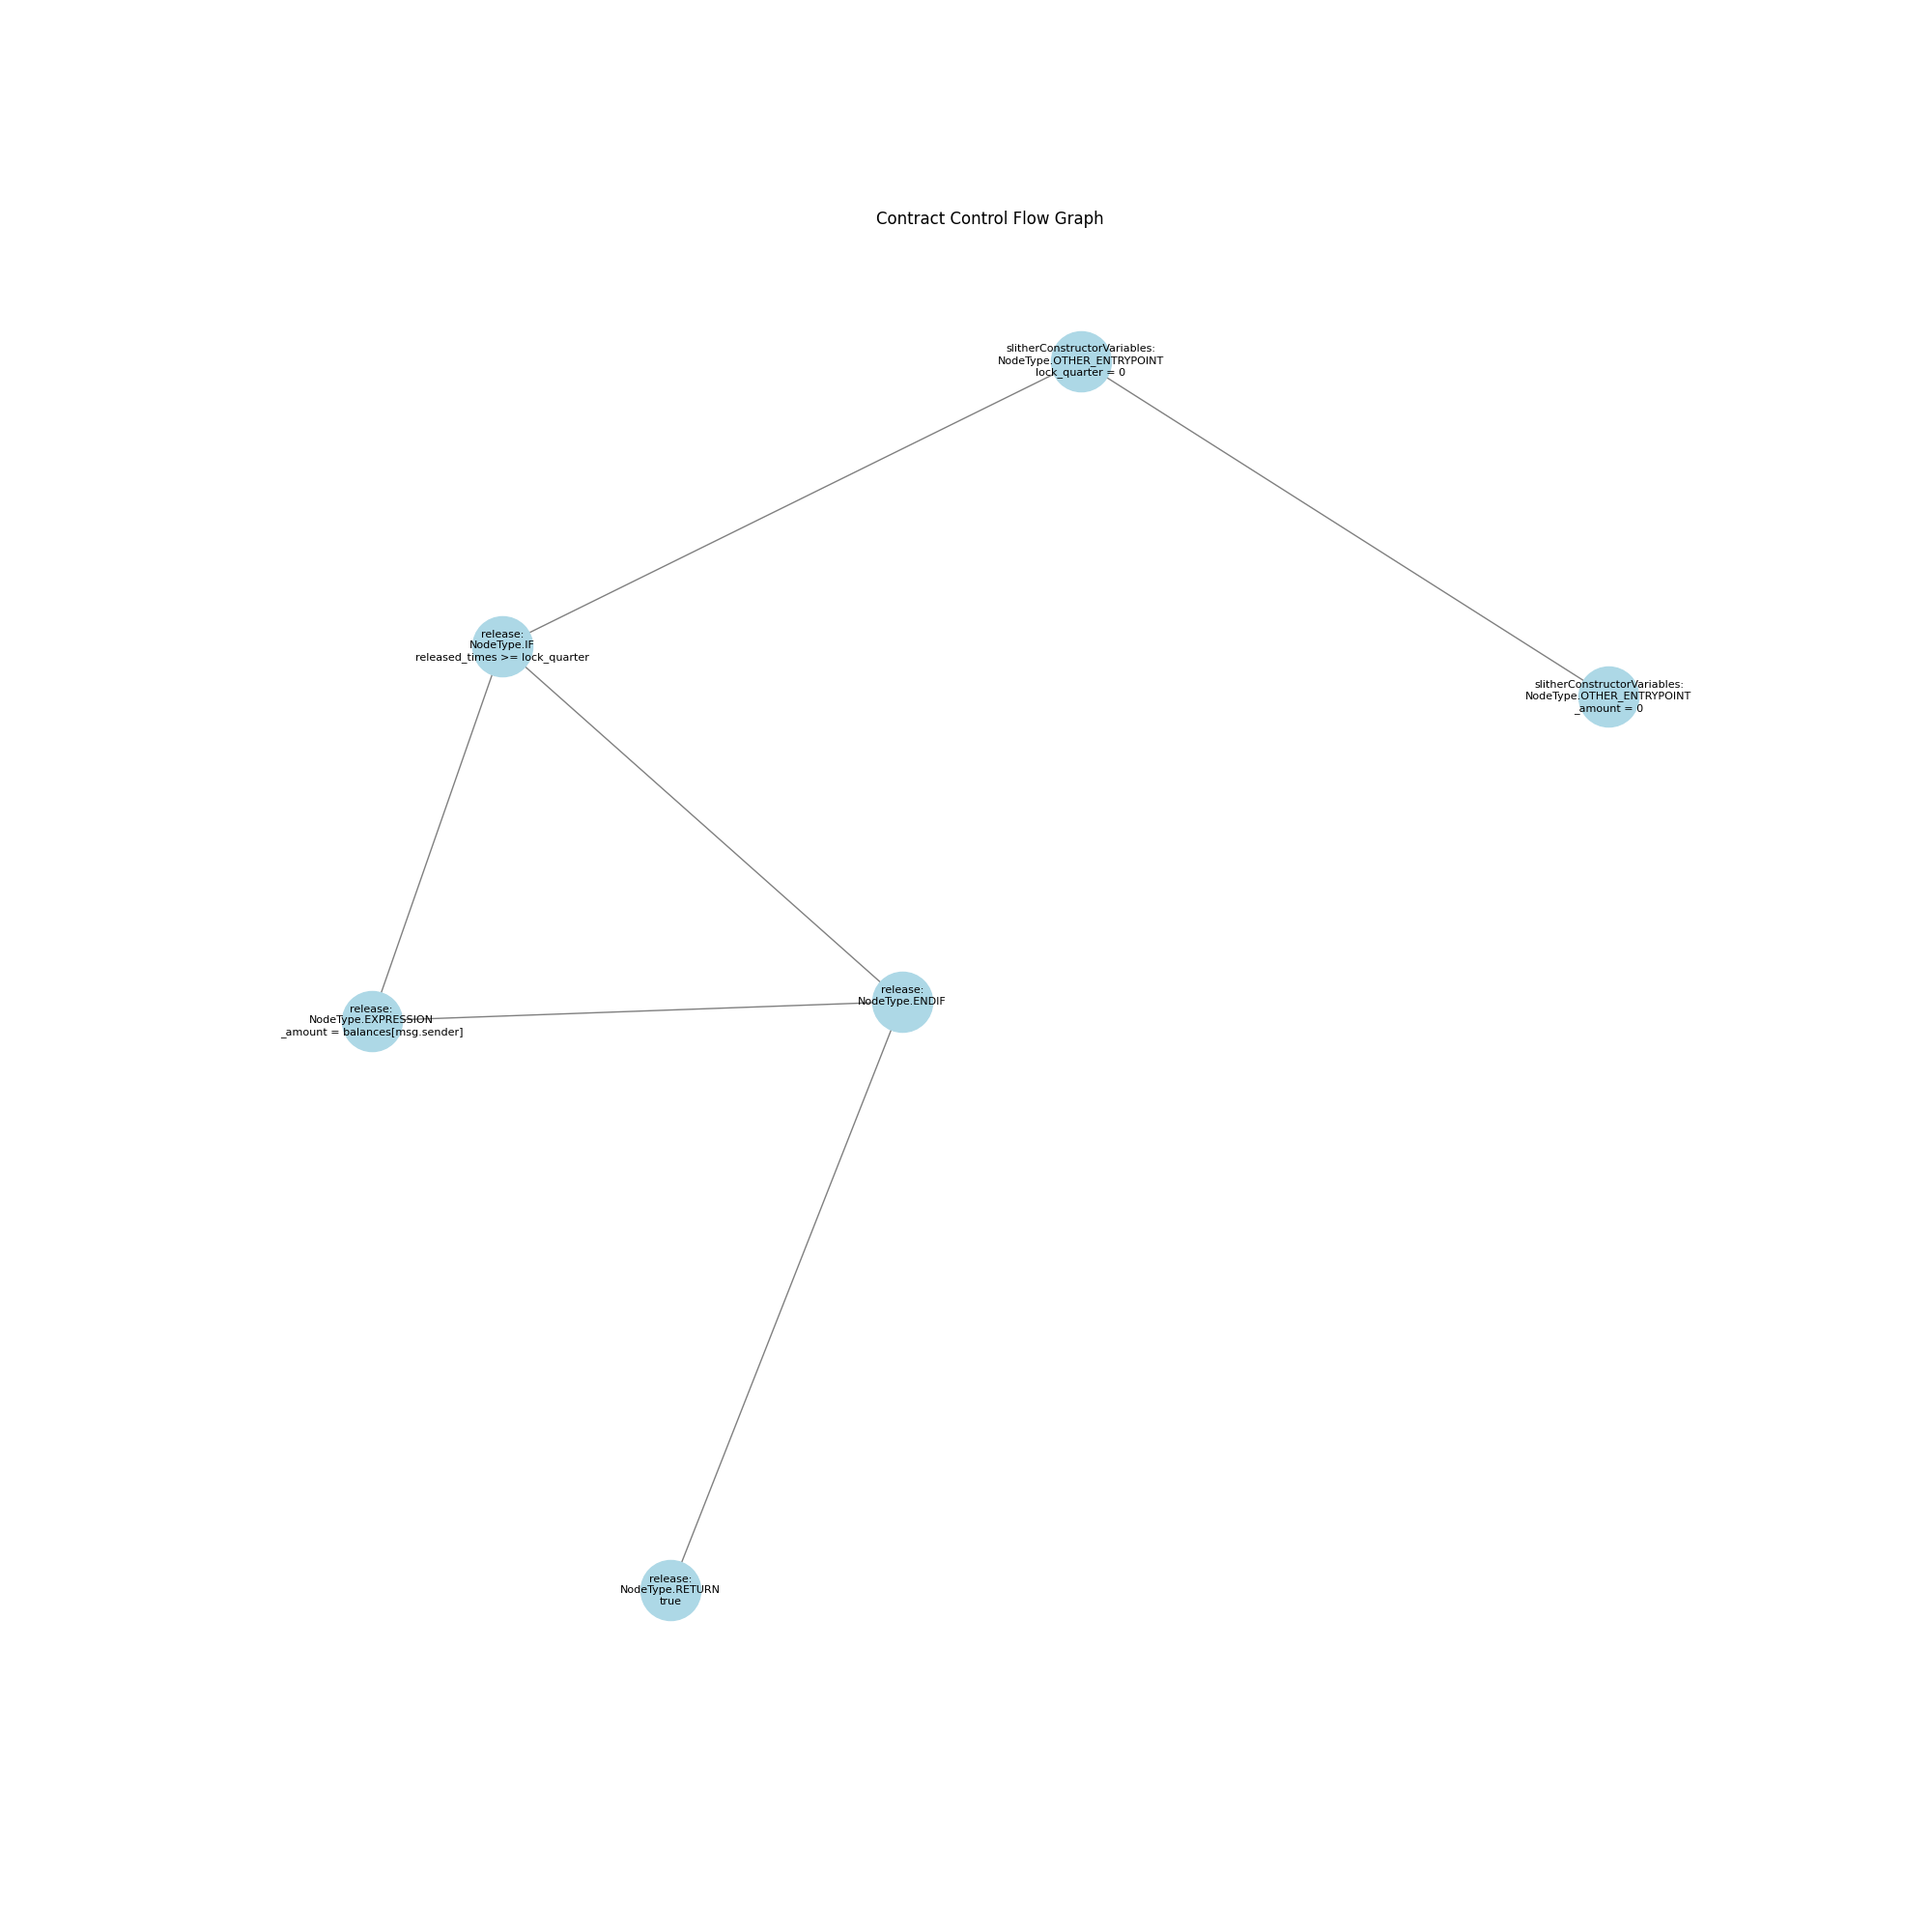 Contract Control Flow Graph
slitherConstructorVariables:
NodeType.OTHER_ENTRYPOINT
lock_quarter = 0
release:
NodeType.IF
released_times >= lock_quarter
slitherConstructorVariables:
NodeType.OTHER_ENTRYPOINT
_amount = 0
release:
NodeType.ENDIF
release:
NodeType.EXPRESSION
_amount = balances[msg.sender]
release:
NodeType.RETURN
true